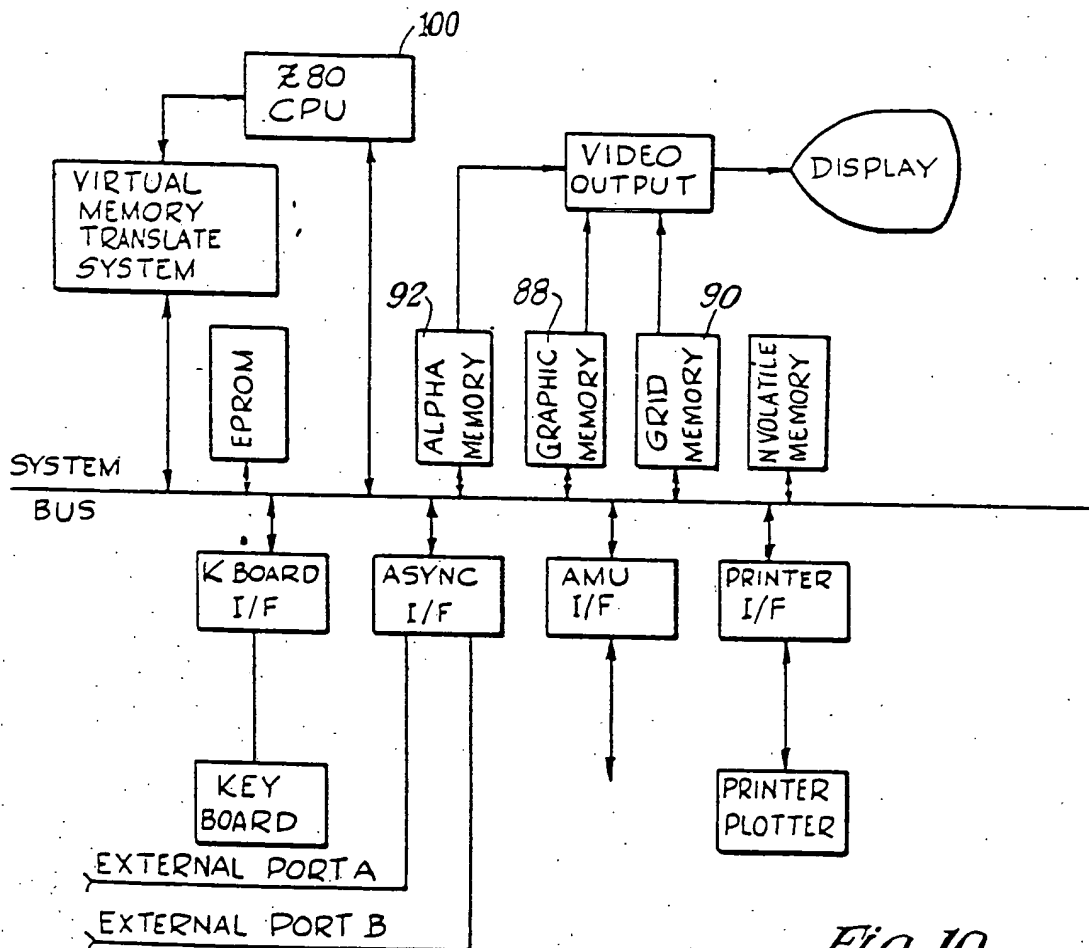 100
Z80
CPU
VIRTUAL
MEMORY
TRANSLATE
SYSTEM
VIDEO
OUTPUT
DISPLAY
92
88
90
EPROM
ALPHA
MEMORY
GRAPHIC
MEMORY
GRID
MEMORY
NVOLATILE
MEMORY
SYSTEM
BUS
K BOARD
I/F
ASYNC
I/F
AMU
I/F
PRINTER
I/F
KEY
BOARD
PRINTER
PLOTTER
EXTERNAL PORT A
EXTERNAL PORT B
Fig. 10